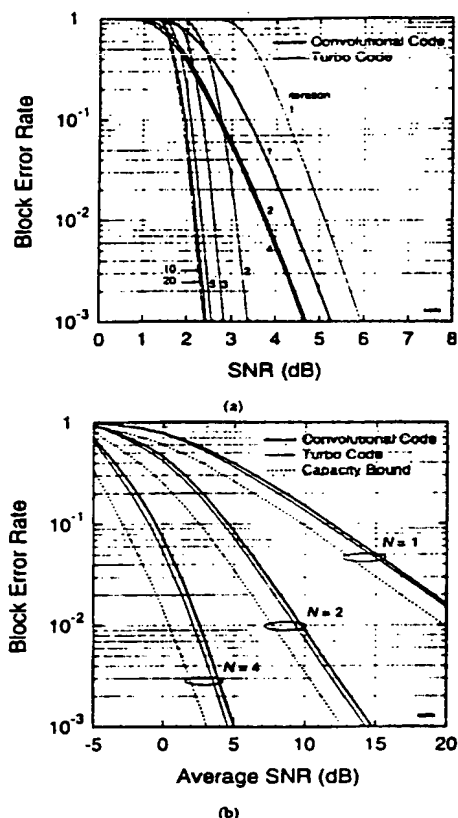 1
Convolutional Code
Turbo Code
iteration
1
10⁻¹
1
10⁻²
2
4
10
20
5
3
2
10⁻³
0 1 2 3 4 5 6 7 8
Block Error Rate
SNR (dB)
(a)
1
Convolutional Code
Turbo Code
Capacity Bound
10⁻¹
N = 1
10⁻²
N = 2
N = 4
10⁻³
-5 0 5 10 15 20
Block Error Rate
Average SNR (dB)
(b)